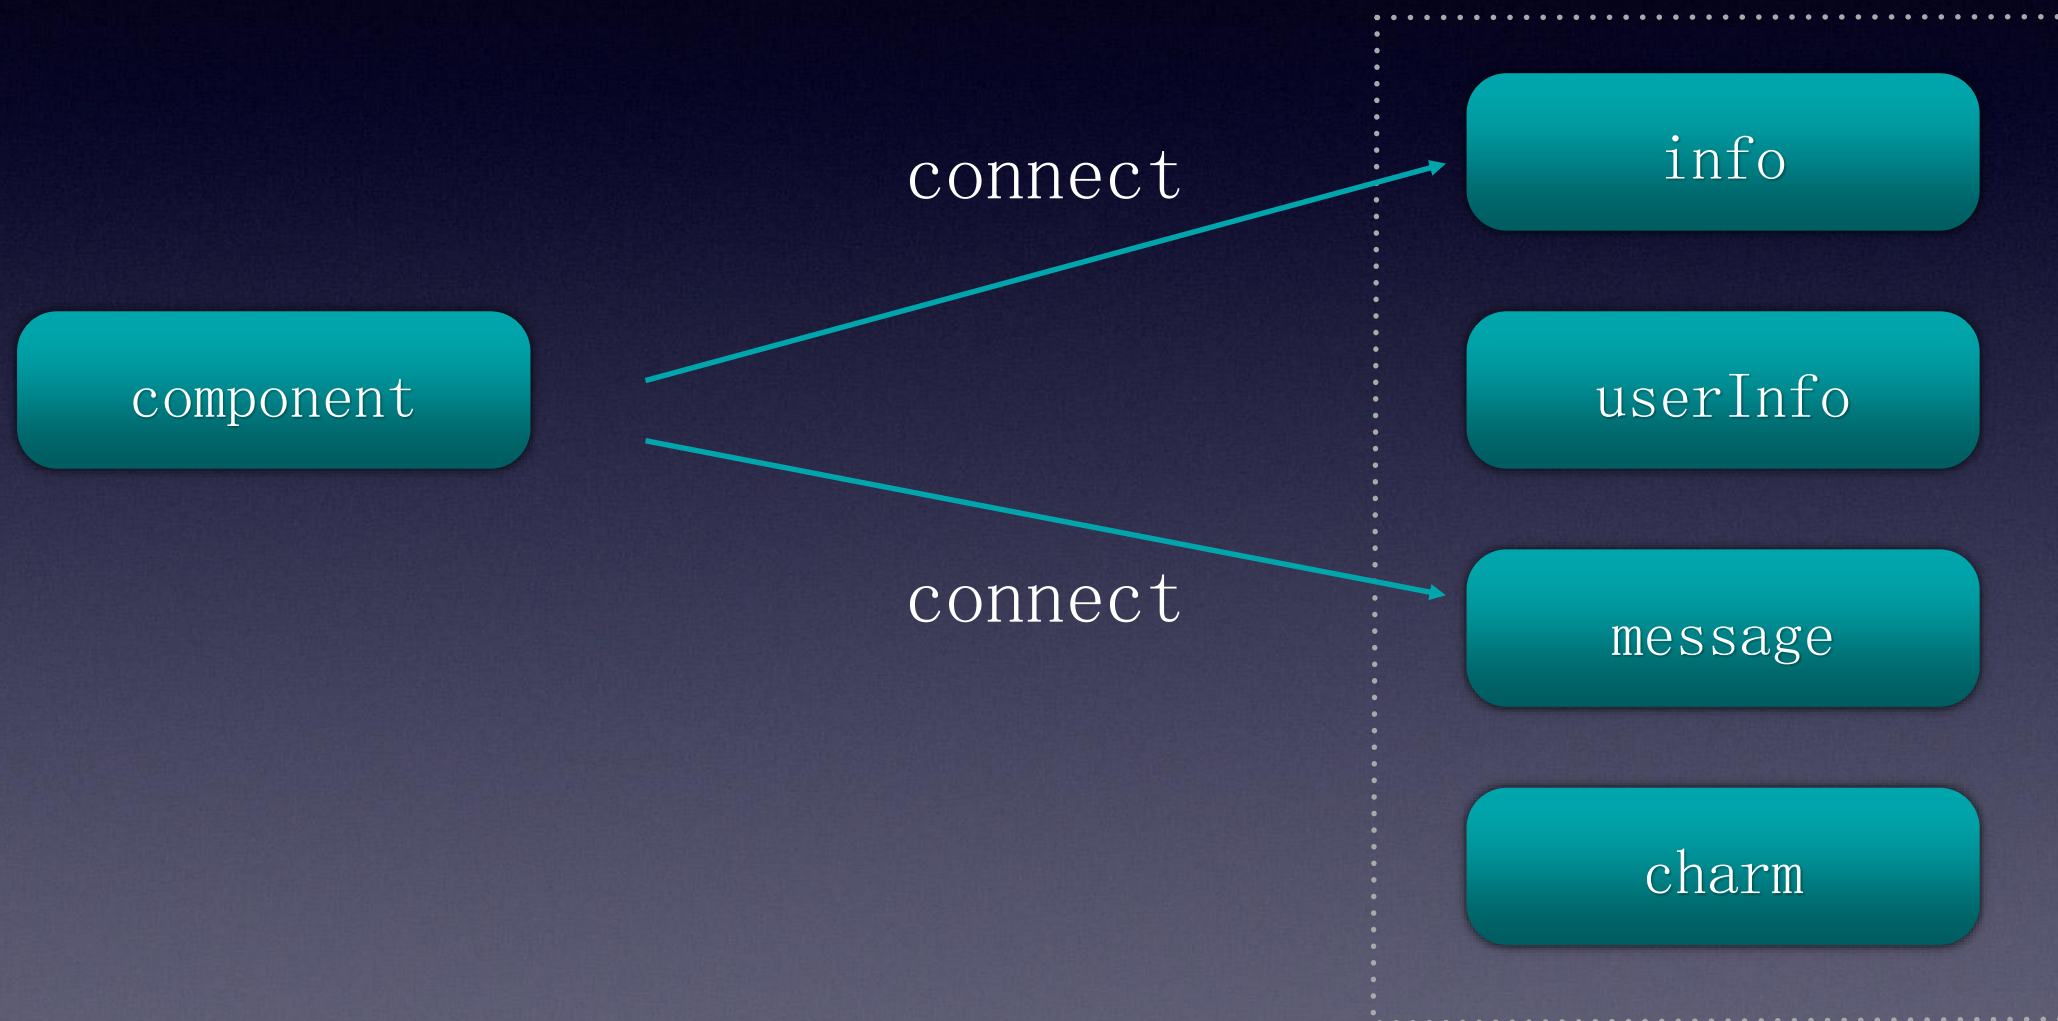 info
connect
component
userInfo
connect
message
charm